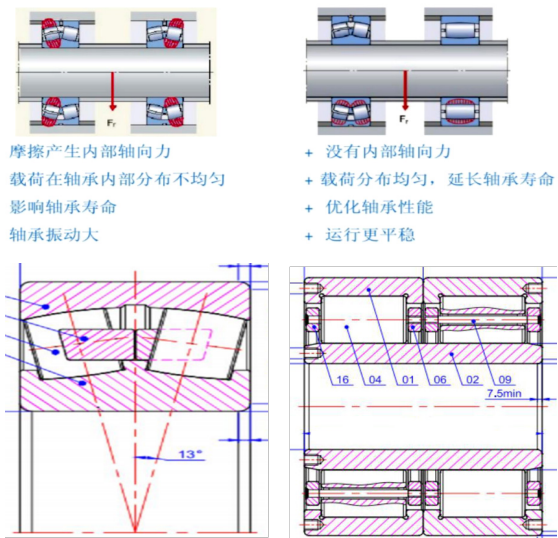 Fr
Fr
摩擦产生内部轴向力
载荷在轴承内部分布不均匀
影响轴承寿命
轴承振动大
+ 没有内部轴向力
+ 载荷分布均匀，延长轴承寿命
+ 优化轴承性能
+ 运行更平稳
13°
16 04 01 06 02 09
7.5min